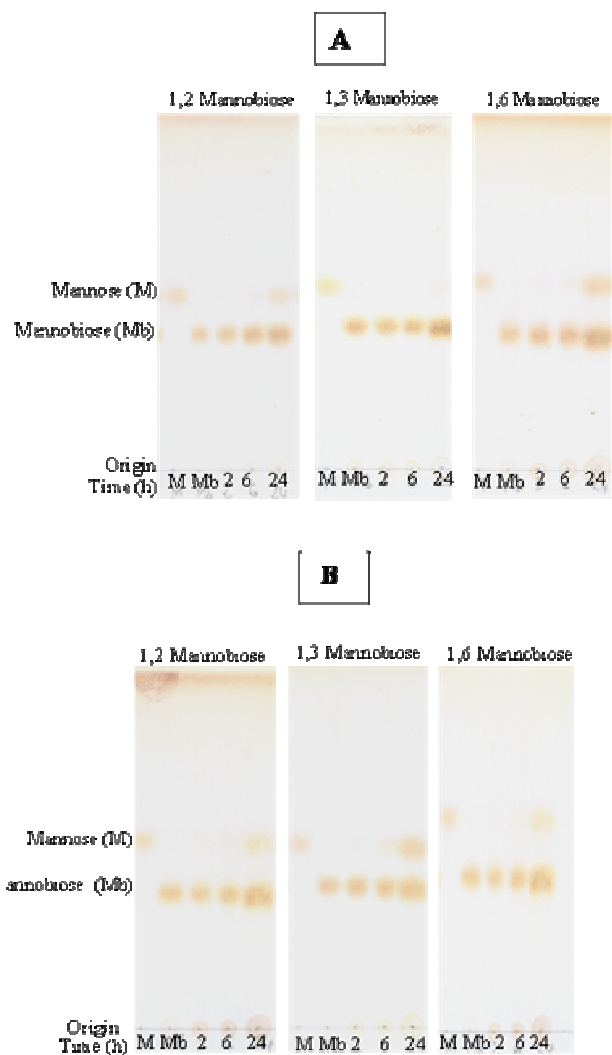 A
1,2 Mannobiose 1,3 Mannobiose 1,6 Mannobiose
Mannose (M)
Mannobiose (Mb)
Origin
Time (h) M Mb 2 6 24 M Mb 2 6 24 M Mb 2 6 24
B
1,2 Mannobiose 1,3 Mannobiose 1,6 Mannobiose
Mannose (M)
annobiose (Mb)
Origin
Time (h) M Mb 2 6 24 M Mb 2 6 24 M Mb 2 6 24